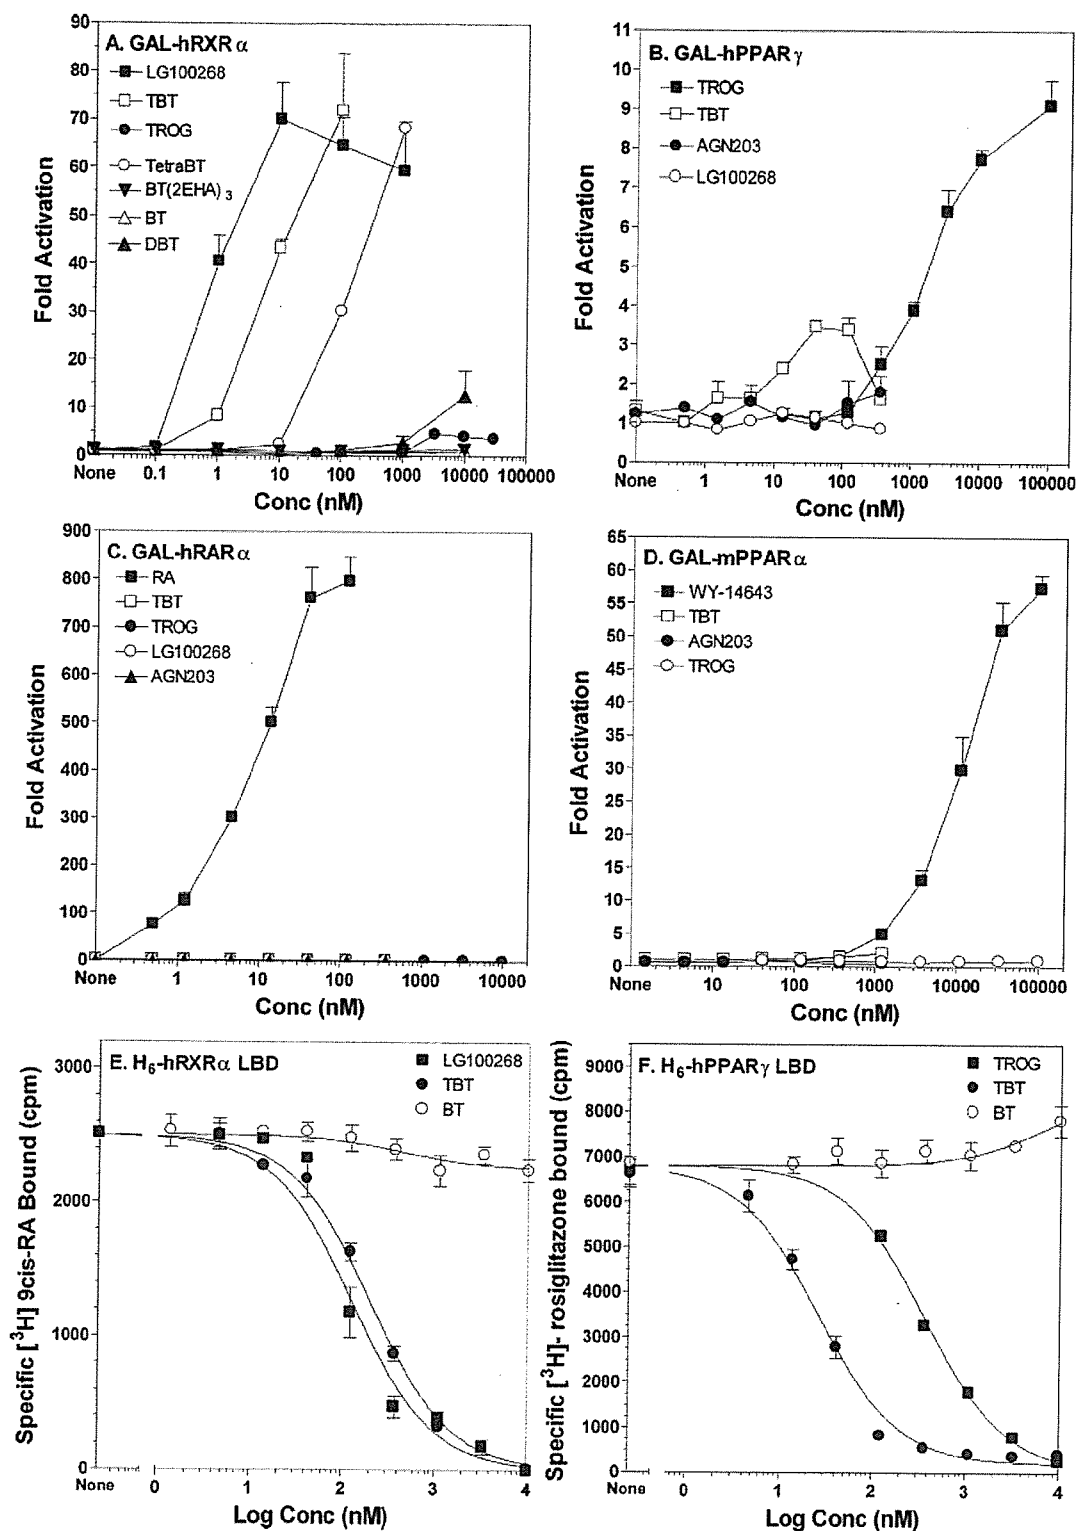 A. GAL-hRXR α
LG100268
TBT
TROG
TetraBT
BT(2EHA)₃
BT
DBT
Fold Activation
90
80
70
60
50
40
30
20
10
0
None 0.1 1 10 100 1000 10000 100000
Conc (nM)
B. GAL-hPPAR γ
TROG
TBT
AGN203
LG100268
Fold Activation
11
10
9
8
7
6
5
4
3
2
1
0
None 1 10 100 1000 10000 100000
Conc (nM)
C. GAL-hRAR α
RA
TBT
TROG
LG100268
AGN203
Fold Activation
900
800
700
600
500
400
300
200
100
0
None 1 10 100 1000 10000
Conc (nM)
D. GAL-mPPAR α
WY-14643
TBT
AGN203
TROG
Fold Activation
65
60
55
50
45
40
35
30
25
20
15
10
5
0
None 10 100 1000 10000 100000
Conc (nM)
E. H₆-hRXR α LBD
LG100268
TBT
BT
Specific [³H] 9cis-RA Bound (cpm)
3000
2000
1000
0
None 0 1 2 3 4
Log Conc (nM)
F. H₆-hPPAR γ LBD
TROG
TBT
BT
Specific [³H]- rosiglitazone bound (cpm)
9000
8000
7000
6000
5000
4000
3000
2000
1000
0
None 0 1 2 3 4
Log Conc (nM)